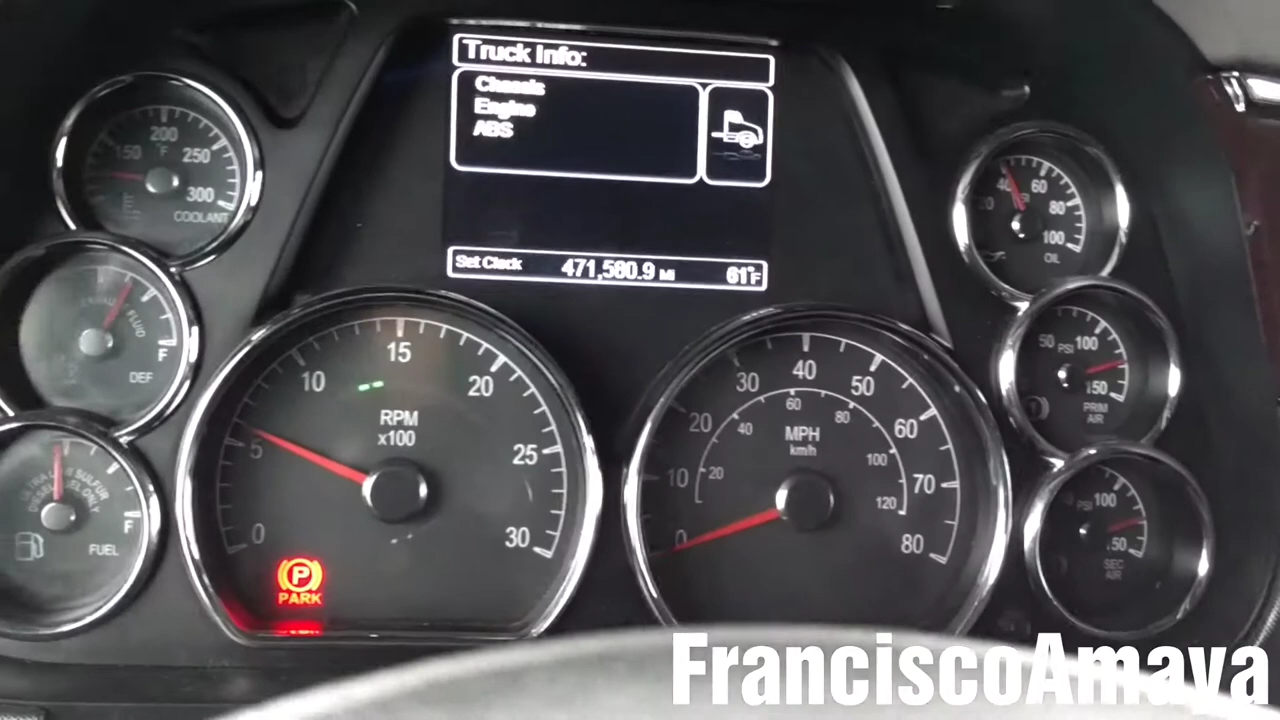 Truck Info:
Chassis
Engine
ABS
Set Clock 471,580.9 MI 61°F
150 200 250 300
°F
COOLANT
F
FLUID
DEF
F
FUEL
0 5 10 15 20 25 30
RPM
x100
P
PARK
0 10 20 30 40 50 60 70 80
20 40 60 80 100 120
MPH
km/h
20 40 60 80 100
OIL
50 PSI 100 150
PRIM
AIR
PSI 100 150
SEC
AIR
FranciscoAmaya